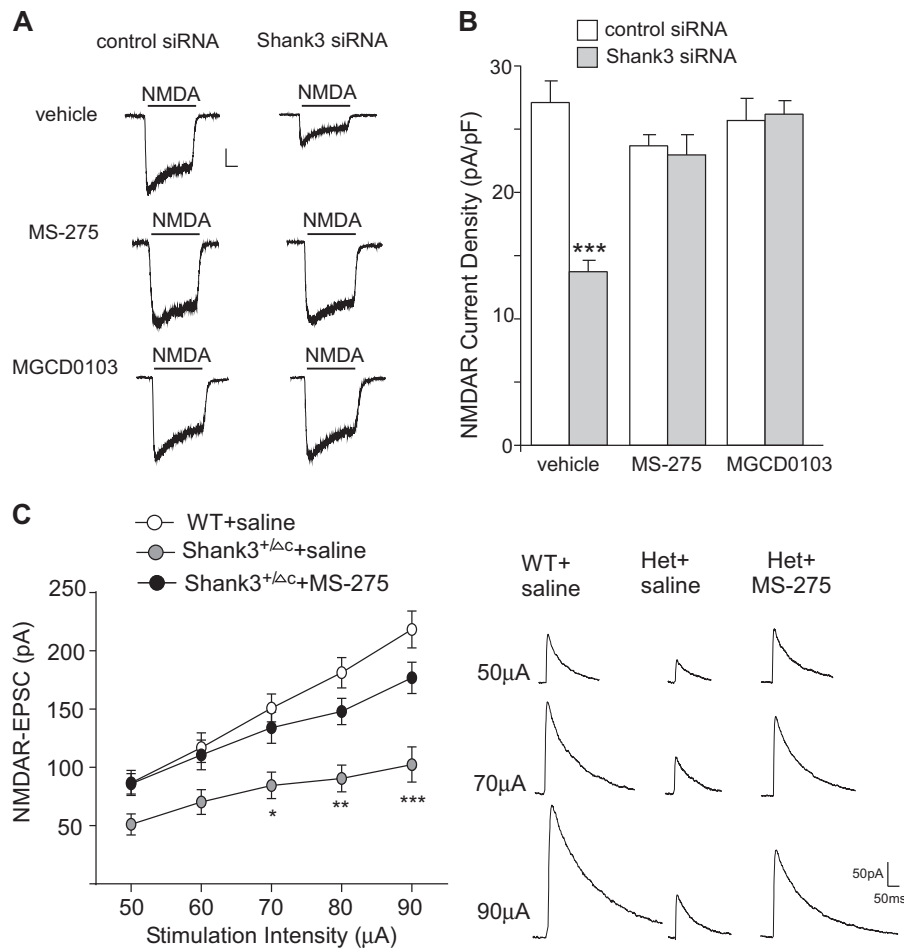 A
control siRNA
Shank3 siRNA
vehicle
NMDA
NMDA
MS-275
NMDA
NMDA
MGCD0103
NMDA
NMDA
B
control siRNA
Shank3 siRNA
NMDAR Current Density (pA/pF)
30
20
10
0
***
vehicle
MS-275
MGCD0103
C
WT+saline
Shank3+/△C+saline
Shank3+/△C+MS-275
NMDAR-EPSC (pA)
250
200
150
100
50
* ** ***
50 60 70 80 90
Stimulation Intensity (μA)
WT+
saline
Het+
saline
Het+
MS-275
50μA
70μA
90μA
50pA
50ms